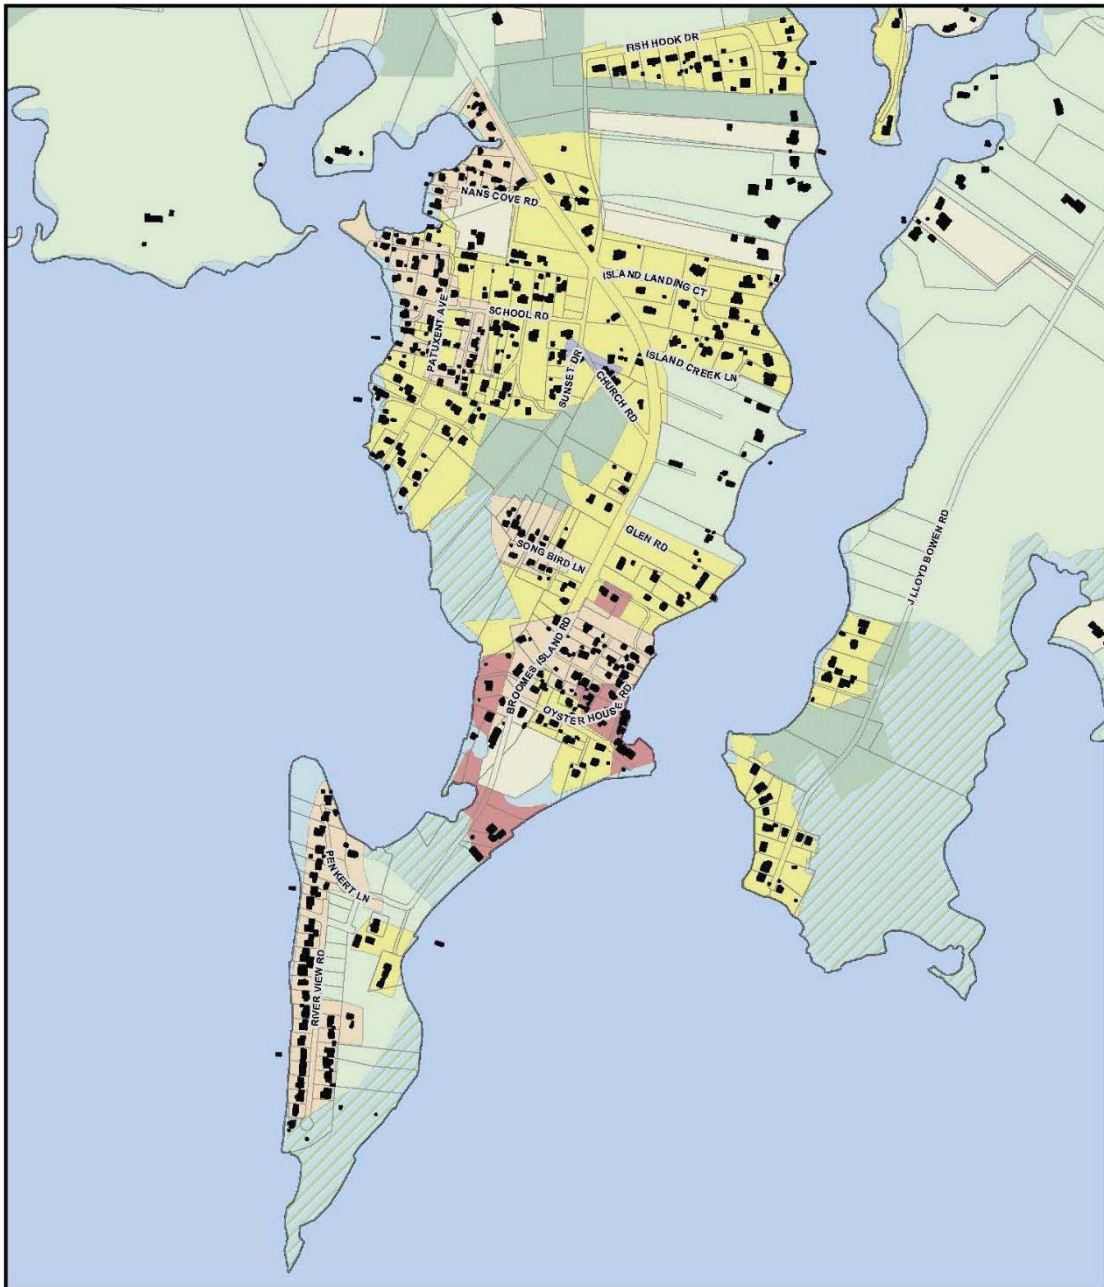 FISH HOOK DR
NANS COVE RD
ISLAND LANDING CT
SCHOOL RD
PATUXENT AVE
ISLAND CREEK LN
SUNSET DR
CHURCH RD
J LLOYD BOWEN RD
GLEN RD
SONG BIRD LN
BROOMES ISLAND RD
OYSTER HOUSE RD
PENKERT LN
RIVER VIEW RD